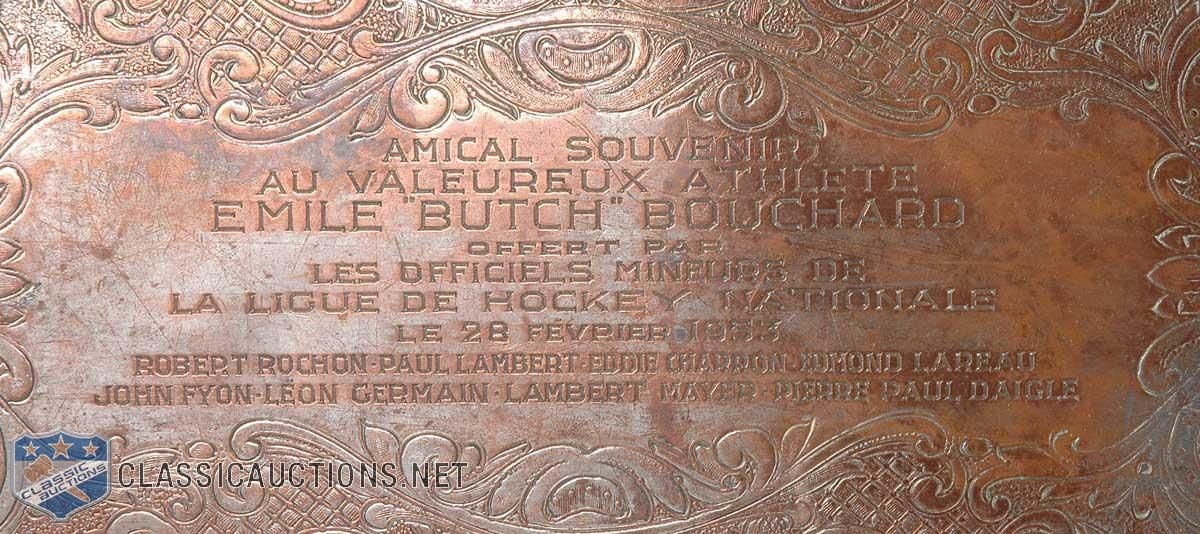 AMICAL SOUVENIR
AU VALEUREUX ATHLETE
EMILE "BUTCH" BOUCHARD
OFFERT PAR
LES OFFICIELS MINEURS DE
LA LIGUE DE HOCKEY NATIONALE
LE 28 FÉVRIER 1953
ROBERT ROCHON·PAUL LAMBERT·EDDIE CHARRON·EDMOND LAREAU
JOHN FYON·LÉON GERMAIN·LAMBERT MAYER·PIERRE PAUL DAIGLE
CLASSIC AUCTIONS
CLASSICAUCTIONS.NET